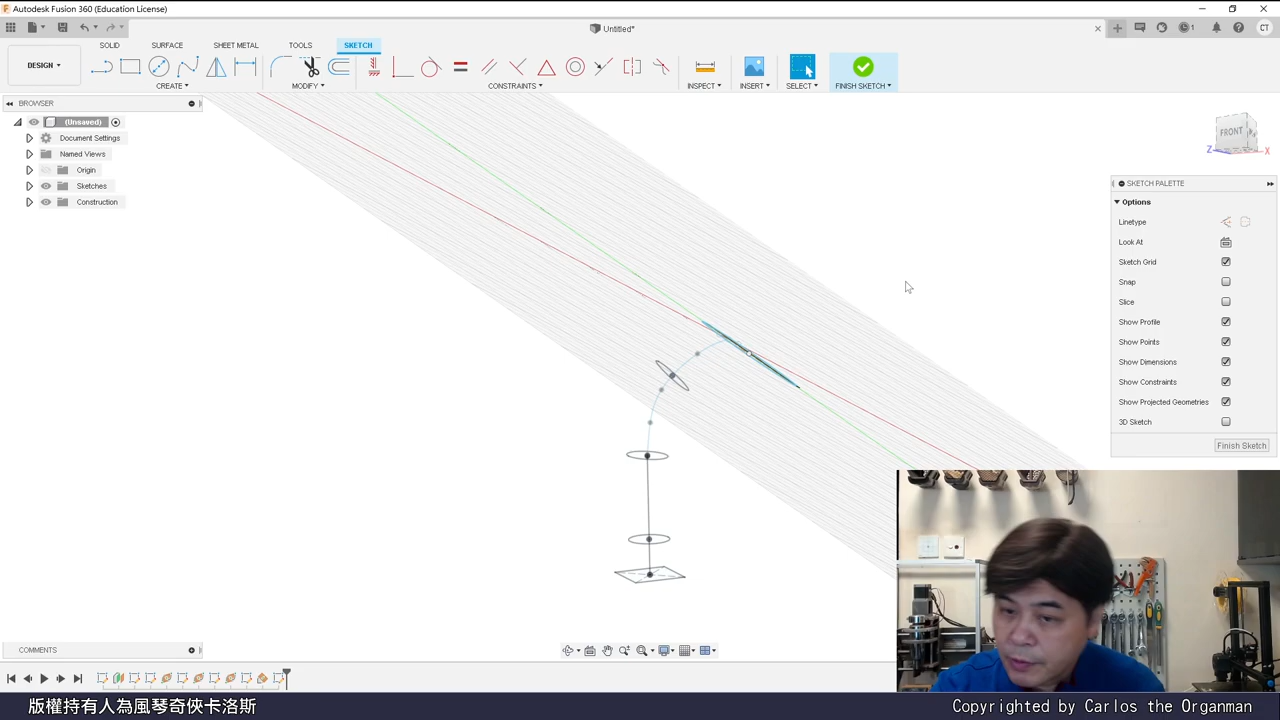 Autodesk Fusion 360 (Education License)
Untitled*
1
CT
DESIGN
SOLID
SURFACE
SHEET METAL
TOOLS
SKETCH
CREATE
MODIFY
CONSTRAINTS
INSPECT
INSERT
SELECT
FINISH SKETCH
BROWSER
(Unsaved)
Document Settings
Named Views
Origin
Sketches
Construction
FRONT
Z
X
SKETCH PALETTE
Options
Linetype
Look At
Sketch Grid
Snap
Slice
Show Profile
Show Points
Show Dimensions
Show Constraints
Show Projected Geometries
3D Sketch
Finish Sketch
COMMENTS
版權持有人為風琴奇俠卡洛斯
Copyrighted by Carlos the Organman